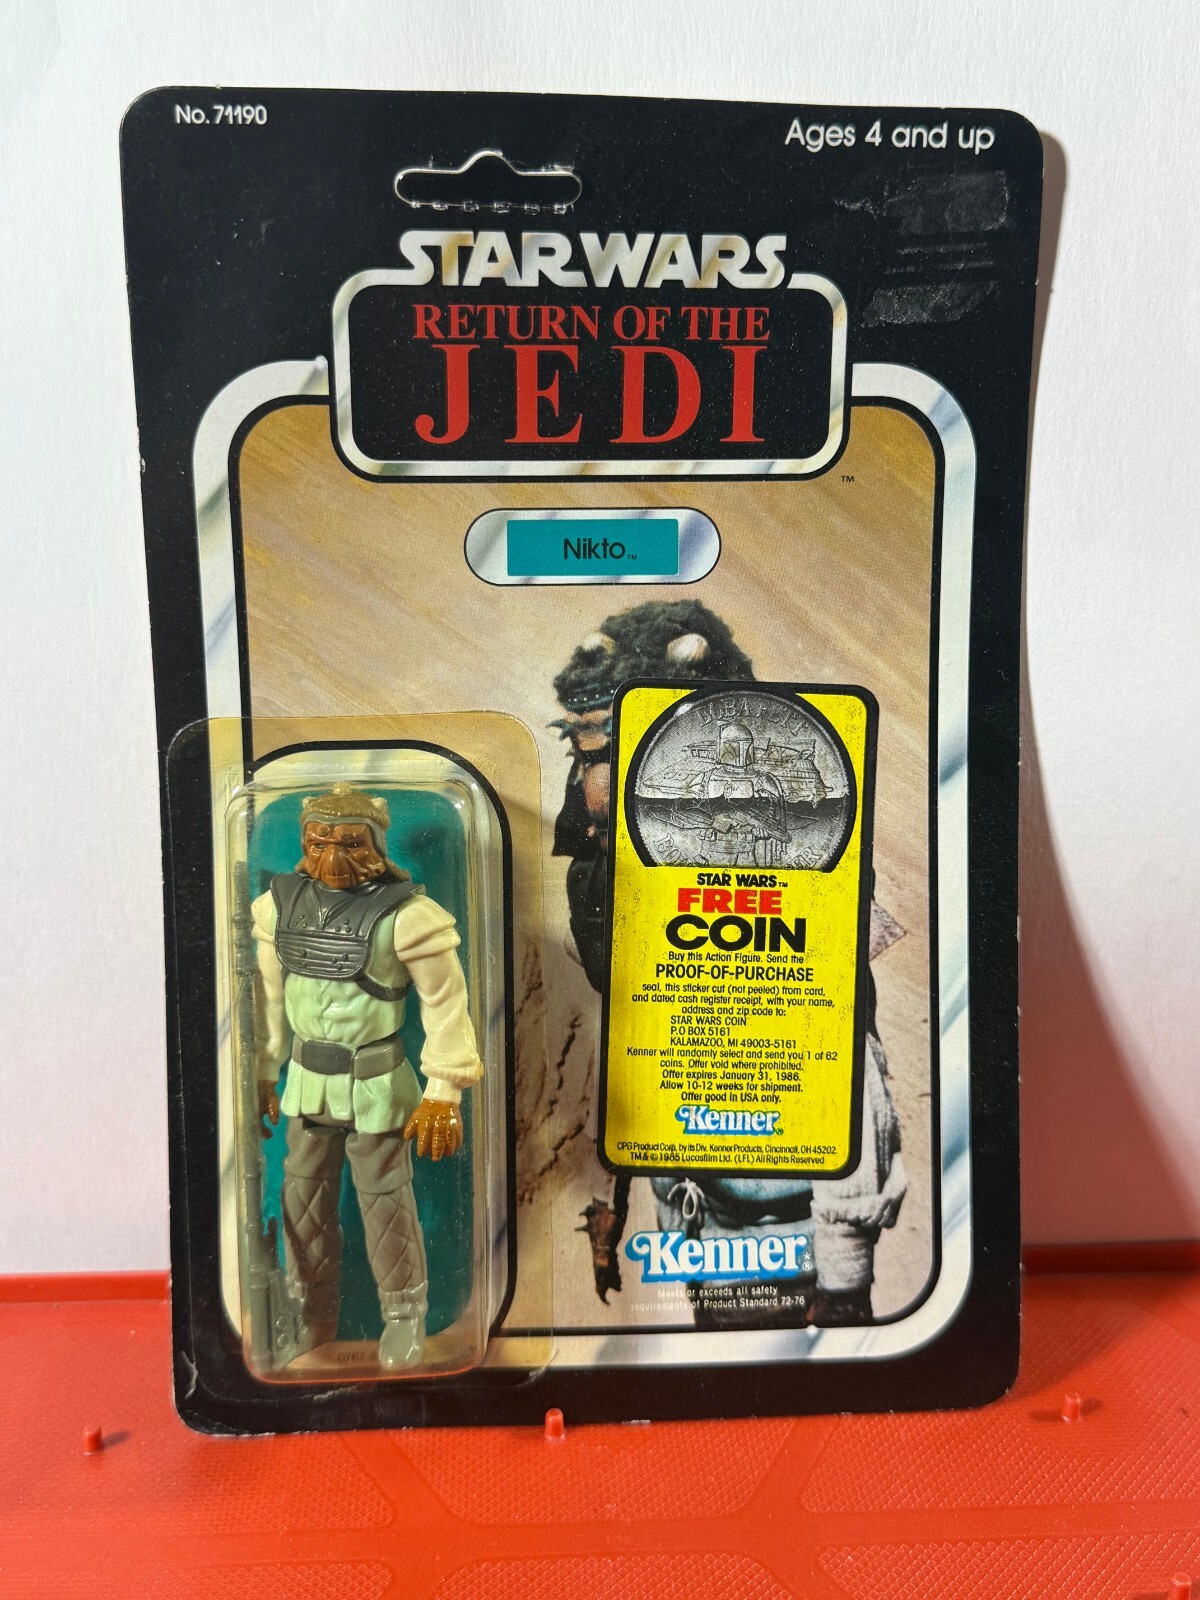 No. 71190
Ages 4 and up
STAR WARS
RETURN OF THE
JEDI
TM
Nikto TM
BOBA FETT
STAR WARS TM
FREE
COIN
Buy this Action Figure. Send the
PROOF-OF-PURCHASE
seal, this sticker cut (not peeled) from card,
and dated cash register receipt, with your name,
address and zip code to:
STAR WARS COIN
P.O BOX 5161
KALAMAZOO, MI 49003-5161
Kenner will randomly select and send you 1 of 62
coins. Offer void where prohibited.
Offer expires January 31, 1986.
Allow 10-12 weeks for shipment.
Offer good in USA only.
Kenner®
CPG Product Corp. by its Div. Kenner Products, Cincinnati, OH 45202.
TM & © 1985 Lucasfilm Ltd. (LFL) All Rights Reserved
Kenner®
Meets or exceeds all safety
requirements of Product Standard 72-76